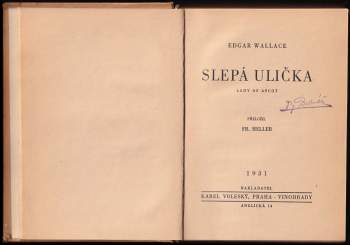 EDGAR WALLACE
SLEPÁ ULIČKA
LADY OF ASCOT
PŘELOŽIL
FR. HELLER
1931
NAKLADATEL
KAREL VOLESKÝ, PRAHA - VINOHRADY
ANGLICKÁ 14